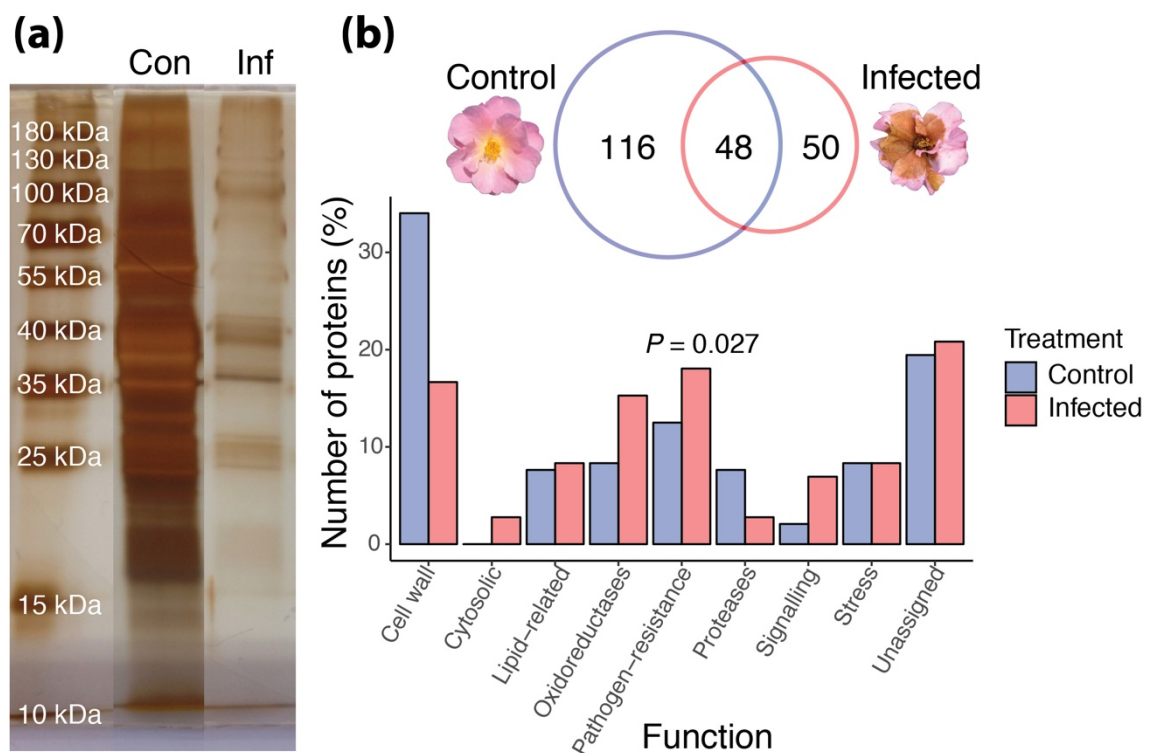 (a)
Con Inf
180 kDa
130 kDa
100 kDa
70 kDa
55 kDa
40 kDa
35 kDa
25 kDa
15 kDa
10 kDa
(b)
Control
Infected
116 48 50
Number of proteins (%)
30
20
10
0
P = 0.027
Treatment
Control
Infected
Cell wall
Cytosolic
Lipid−related
Oxidoreductases
Pathogen−resistance
Proteases
Signalling
Stress
Unassigned
Function